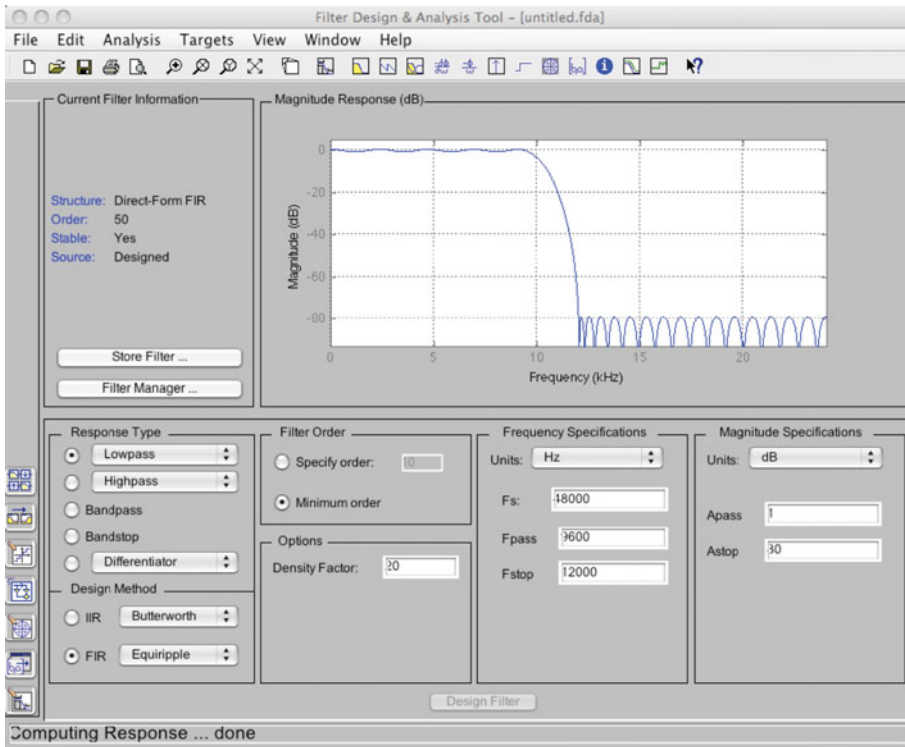 Filter Design & Analysis Tool - [untitled.fda]
File Edit Analysis Targets View Window Help
Current Filter Information
Structure: Direct-Form FIR
Order: 50
Stable: Yes
Source: Designed
Store Filter ...
Filter Manager ...
Magnitude Response (dB)
Magnitude (dB)
0
-20
-40
-60
-80
0 5 10 15 20
Frequency (kHz)
Response Type
Lowpass
Highpass
Bandpass
Bandstop
Differentiator
Design Method
IIR Butterworth
FIR Equiripple
Filter Order
Specify order: 10
Minimum order
Options
Density Factor: 20
Frequency Specifications
Units: Hz
Fs: 48000
Fpass 9600
Fstop 12000
Magnitude Specifications
Units: dB
Apass 1
Astop 80
Design Filter
Computing Response ... done